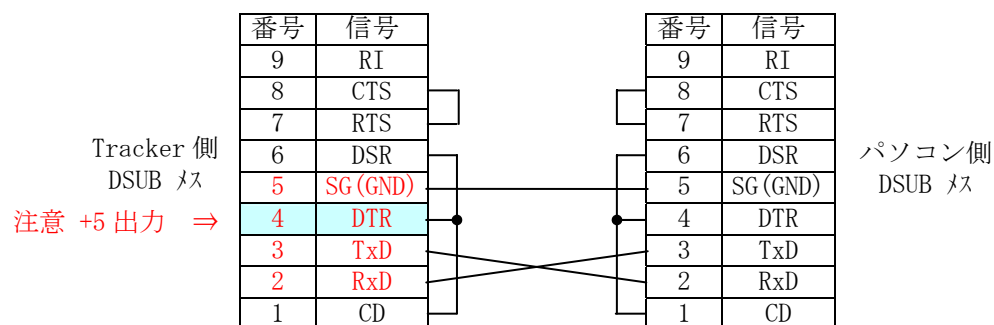 番号 信号
9 RI
8 CTS
7 RTS
6 DSR
5 SG(GND)
4 DTR
3 TxD
2 RxD
1 CD
Tracker 側
DSUB メス
注意 +5 出力 ⇒
番号 信号
9 RI
8 CTS
7 RTS
6 DSR
5 SG(GND)
4 DTR
3 TxD
2 RxD
1 CD
パソコン側
DSUB メス